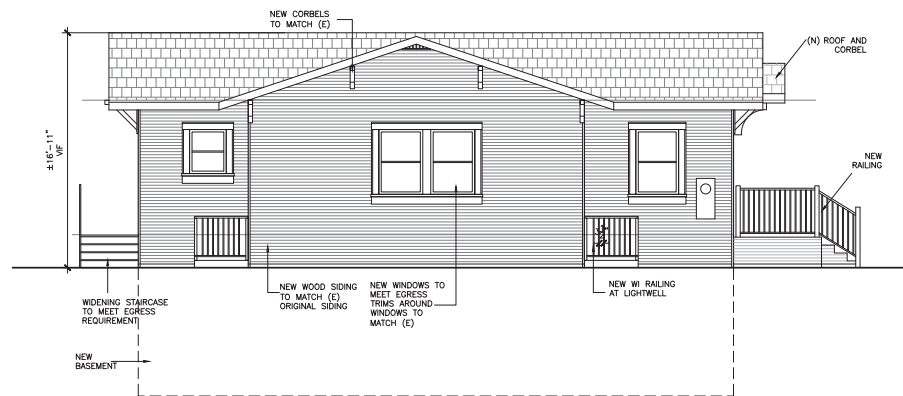 NEW CORBELS
TO MATCH (E)
(N) ROOF AND
CORBEL
±16'-11"
VIF
NEW
RAILING
WIDENING STAIRCASE
TO MEET EGRESS
REQUIREMENT
NEW WOOD SIDING
TO MATCH (E)
ORIGINAL SIDING
NEW WINDOWS TO
MEET EGRESS
TRIMS AROUND
WINDOWS TO
MATCH (E)
NEW WI RAILING
AT LIGHTWELL
NEW
BASEMENT